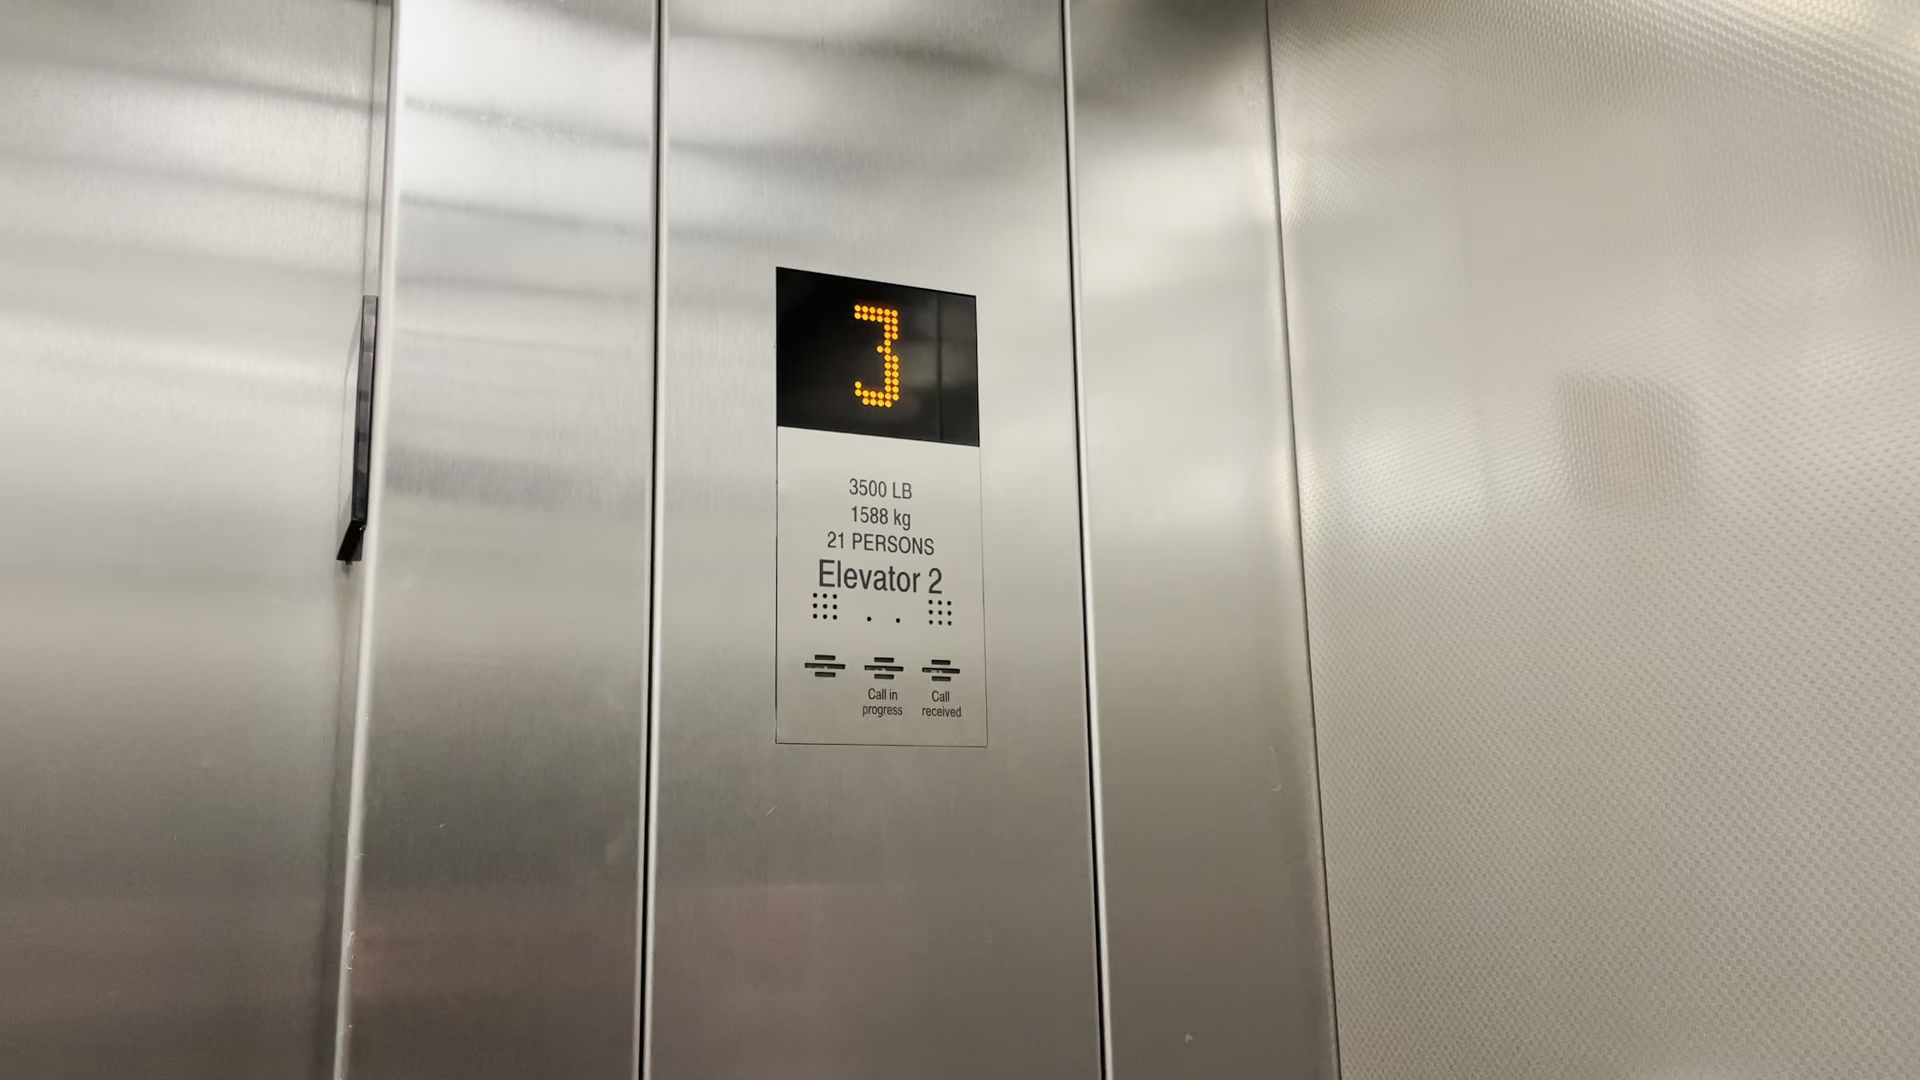 3
3500 LB
1588 kg
21 PERSONS
Elevator 2
Call in
progress
Call
received